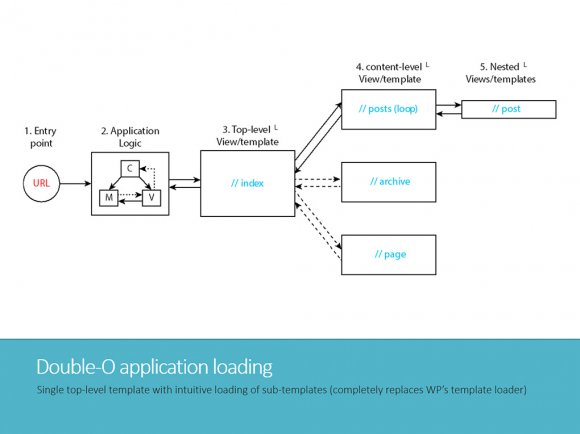 1. Entry
point
URL
2. Application
Logic
C
M
V
3. Top-level └
View/template
// index
4. content-level └
View/template
// posts (loop)
// archive
// page
5. Nested └
Views/templates
// post
Double-O application loading
Single top-level template with intuitive loading of sub-templates (completely replaces WP's template loader)